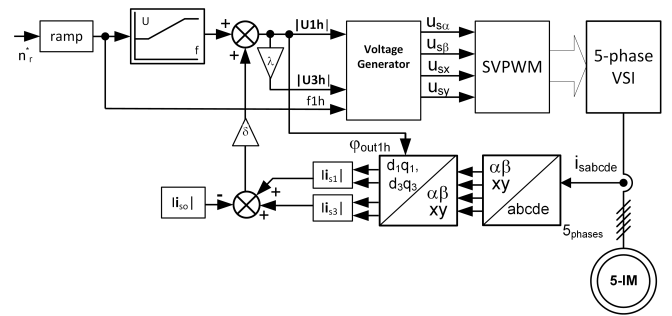 n*r
ramp
U
f
+
+
|U1h|
λ
|U3h|
f1h
Voltage
Generator
usα
usβ
usx
usy
SVPWM
5-phase
VSI
δ
φout1h
|is1|
|is3|
d1q1,
d3q3
αβ
xy
αβ
xy
abcde
isabcde
|iso|
-
+
+
5phases
5-IM